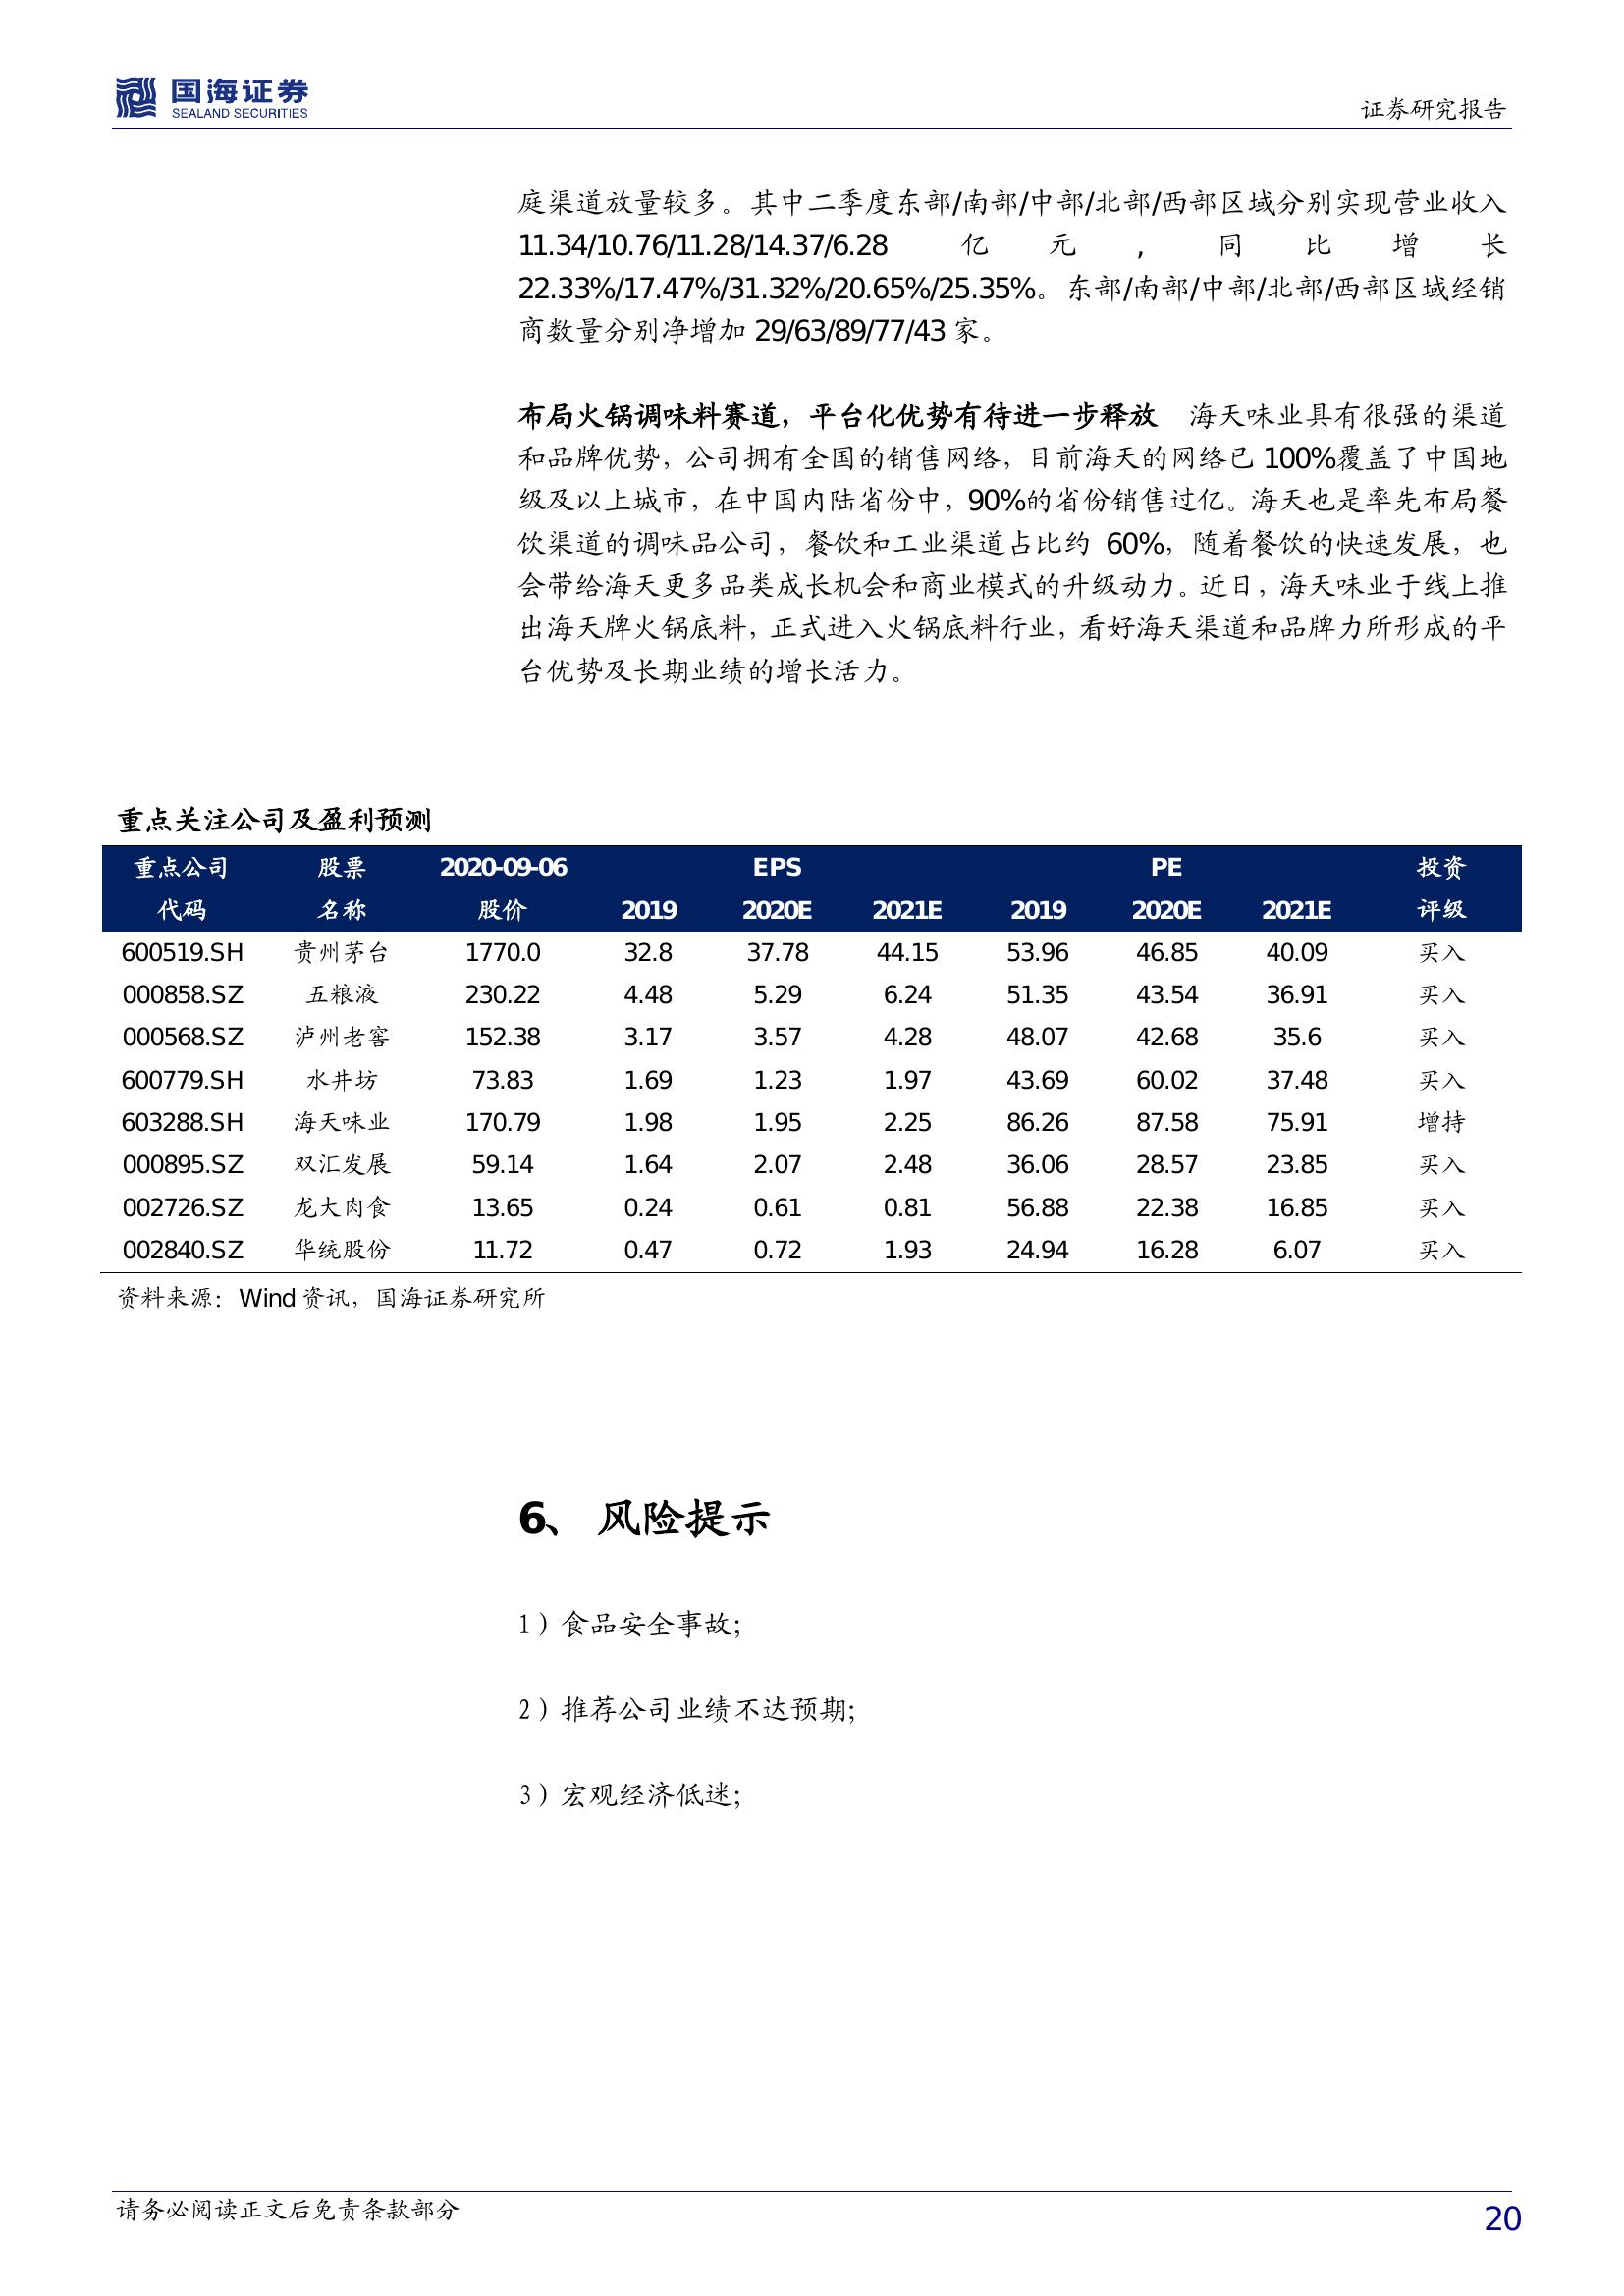 国海证券
SEALAND SECURITIES
证券研究报告
庭渠道放量较多。其中二季度东部/南部/中部/北部/西部区域分别实现营业收入
11.34/10.76/11.28/14.37/6.28 亿元，同比增长
22.33%/17.47%/31.32%/20.65%/25.35%。东部/南部/中部/北部/西部区域经销
商数量分别净增加 29/63/89/77/43 家。
布局火锅调味料赛道，平台化优势有待进一步释放 海天味业具有很强的渠道
和品牌优势，公司拥有全国的销售网络，目前海天的网络已 100%覆盖了中国地
级及以上城市，在中国内陆省份中，90%的省份销售过亿。海天也是率先布局餐
饮渠道的调味品公司，餐饮和工业渠道占比约 60%，随着餐饮的快速发展，也
会带给海天更多品类成长机会和商业模式的升级动力。近日，海天味业于线上推
出海天牌火锅底料，正式进入火锅底料行业，看好海天渠道和品牌力所形成的平
台优势及长期业绩的增长活力。
重点关注公司及盈利预测
重点公司 股票 2020-09-06 EPS PE 投资
代码 名称 股价 2019 2020E 2021E 2019 2020E 2021E 评级
600519.SH 贵州茅台 1770.0 32.8 37.78 44.15 53.96 46.85 40.09 买入
000858.SZ 五粮液 230.22 4.48 5.29 6.24 51.35 43.54 36.91 买入
000568.SZ 泸州老窖 152.38 3.17 3.57 4.28 48.07 42.68 35.6 买入
600779.SH 水井坊 73.83 1.69 1.23 1.97 43.69 60.02 37.48 买入
603288.SH 海天味业 170.79 1.98 1.95 2.25 86.26 87.58 75.91 增持
000895.SZ 双汇发展 59.14 1.64 2.07 2.48 36.06 28.57 23.85 买入
002726.SZ 龙大肉食 13.65 0.24 0.61 0.81 56.88 22.38 16.85 买入
002840.SZ 华统股份 11.72 0.47 0.72 1.93 24.94 16.28 6.07 买入
资料来源：Wind 资讯，国海证券研究所
6、 风险提示
1）食品安全事故；
2）推荐公司业绩不达预期；
3）宏观经济低迷；
请务必阅读正文后免责条款部分
20